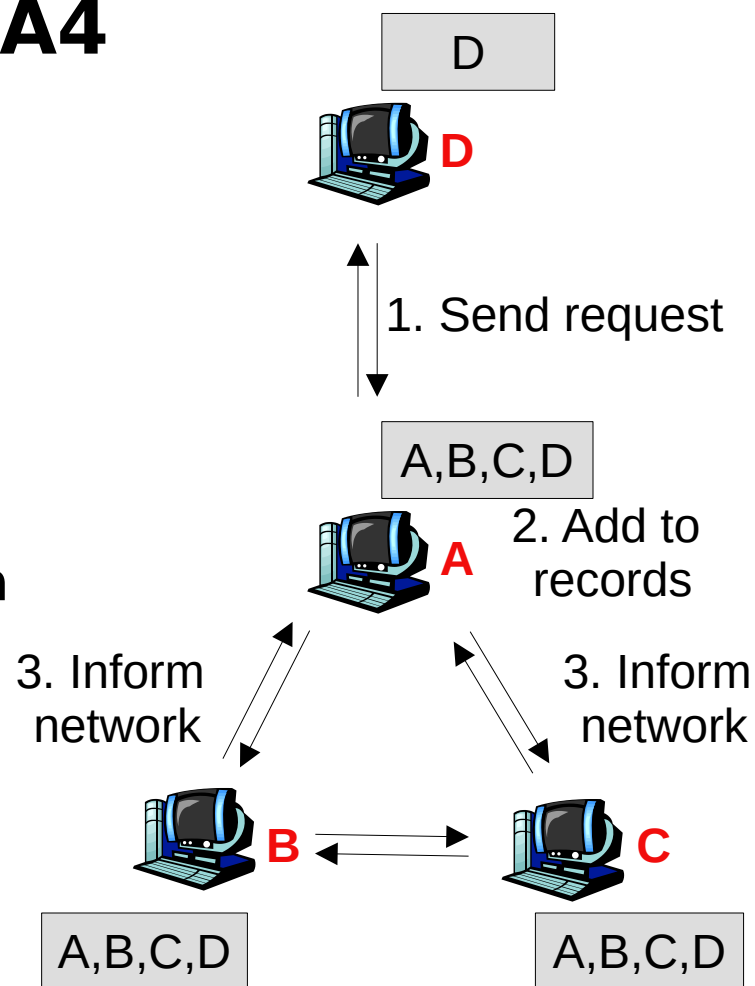 A4
D
D
1. Send request
A,B,C,D
A
2. Add to
records
3. Inform
network
3. Inform
network
B
C
A,B,C,D
A,B,C,D